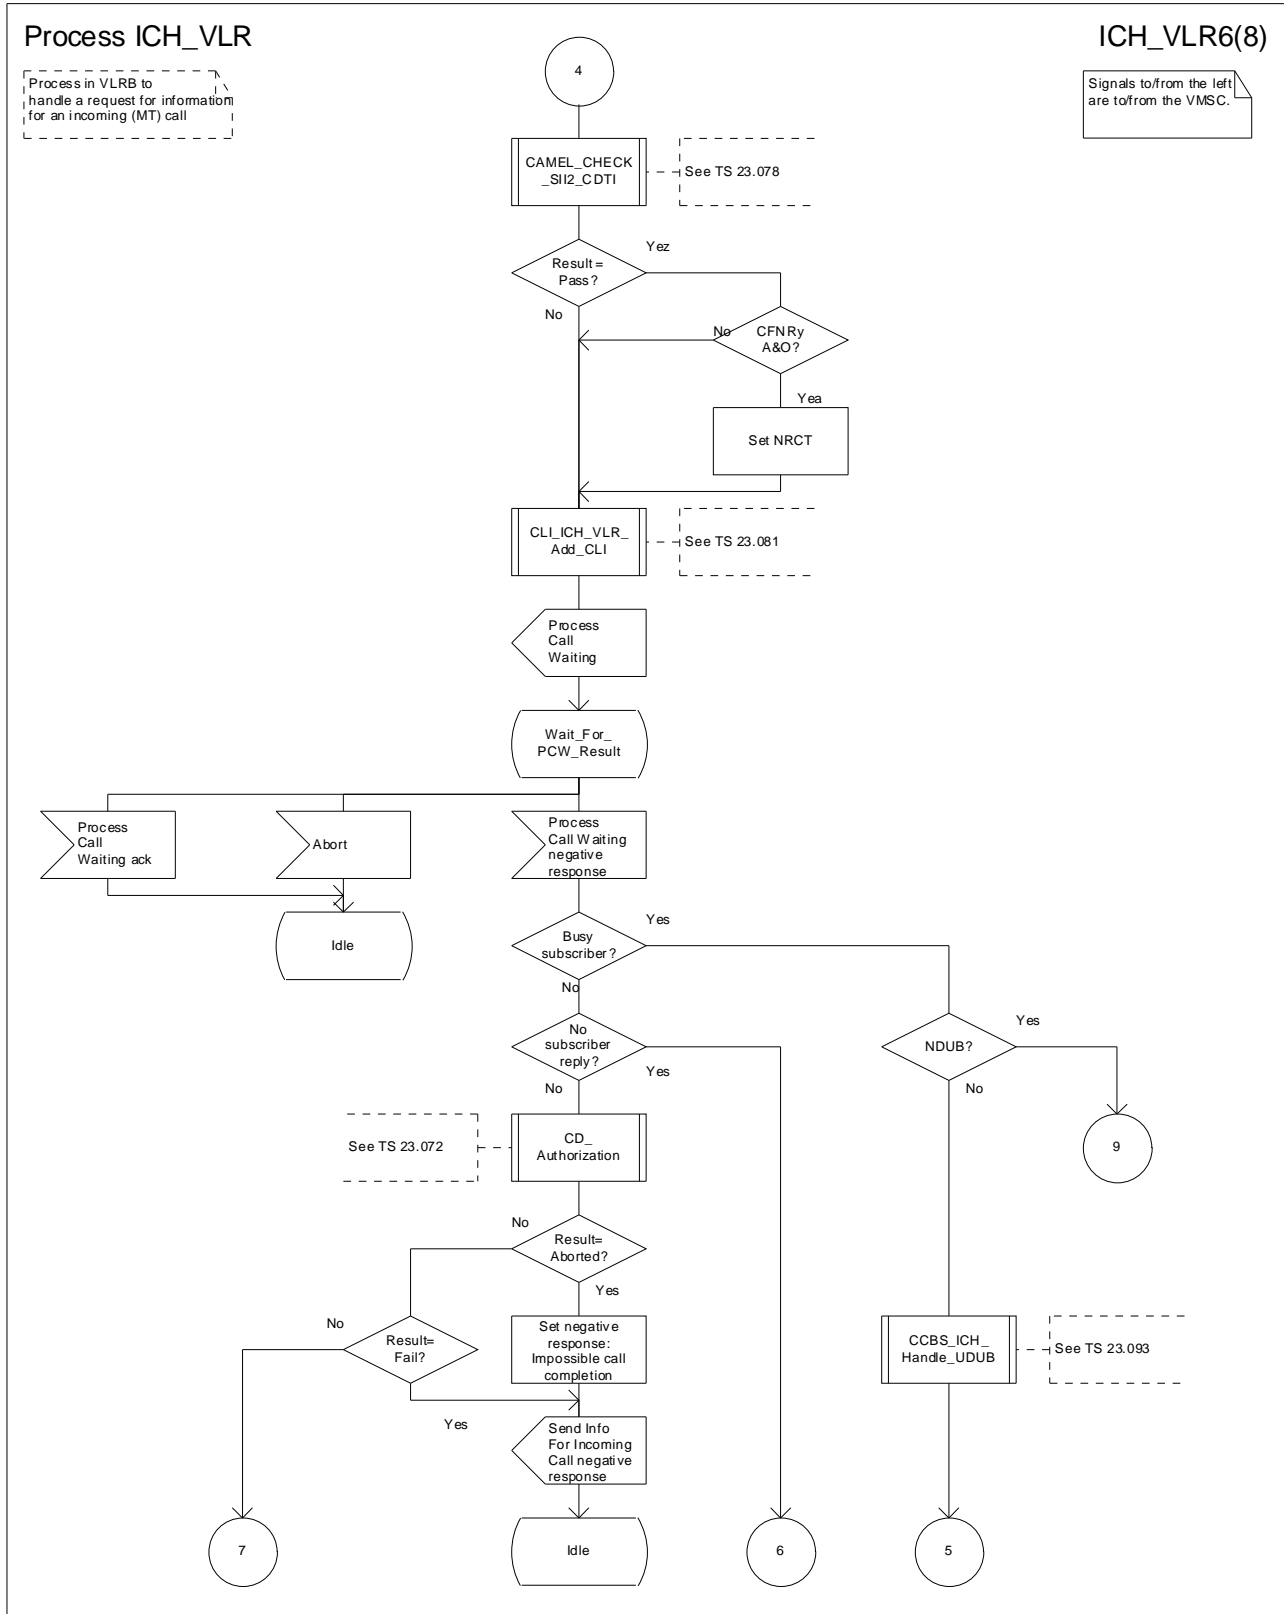 Process ICH_VLR
ICH_VLR6(8)
Process in VLRB to
handle a request for information
for an incoming (MT) call
Signals to/from the left
are to/from the VMSC.
4
CAMEL_CHECK
_SII2_CDTI
See TS 23.078
Result=
Pass?
Yez
No
CFNRy
A&O?
No
Yea
Set NRCT
CLI_ICH_VLR_
Add_CLI
See TS 23.081
Process
Call
Waiting
Wait_For_
PCW_Result
Process
Call
Waiting ack
Abort
Process
Call Waiting
negative
response
Idle
Busy
subscriber?
Yes
No
No
subscriber
reply?
Yes
No
NDUB?
Yes
No
9
See TS 23.072
CD_
Authorization
Result=
Aborted?
No
Yes
Result=
Fail?
No
Yes
Set negative
response:
Impossible call
completion
CCBS_ICH_
Handle_UDUB
See TS 23.093
Send Info
For Incoming
Call negative
response
7
Idle
6
5